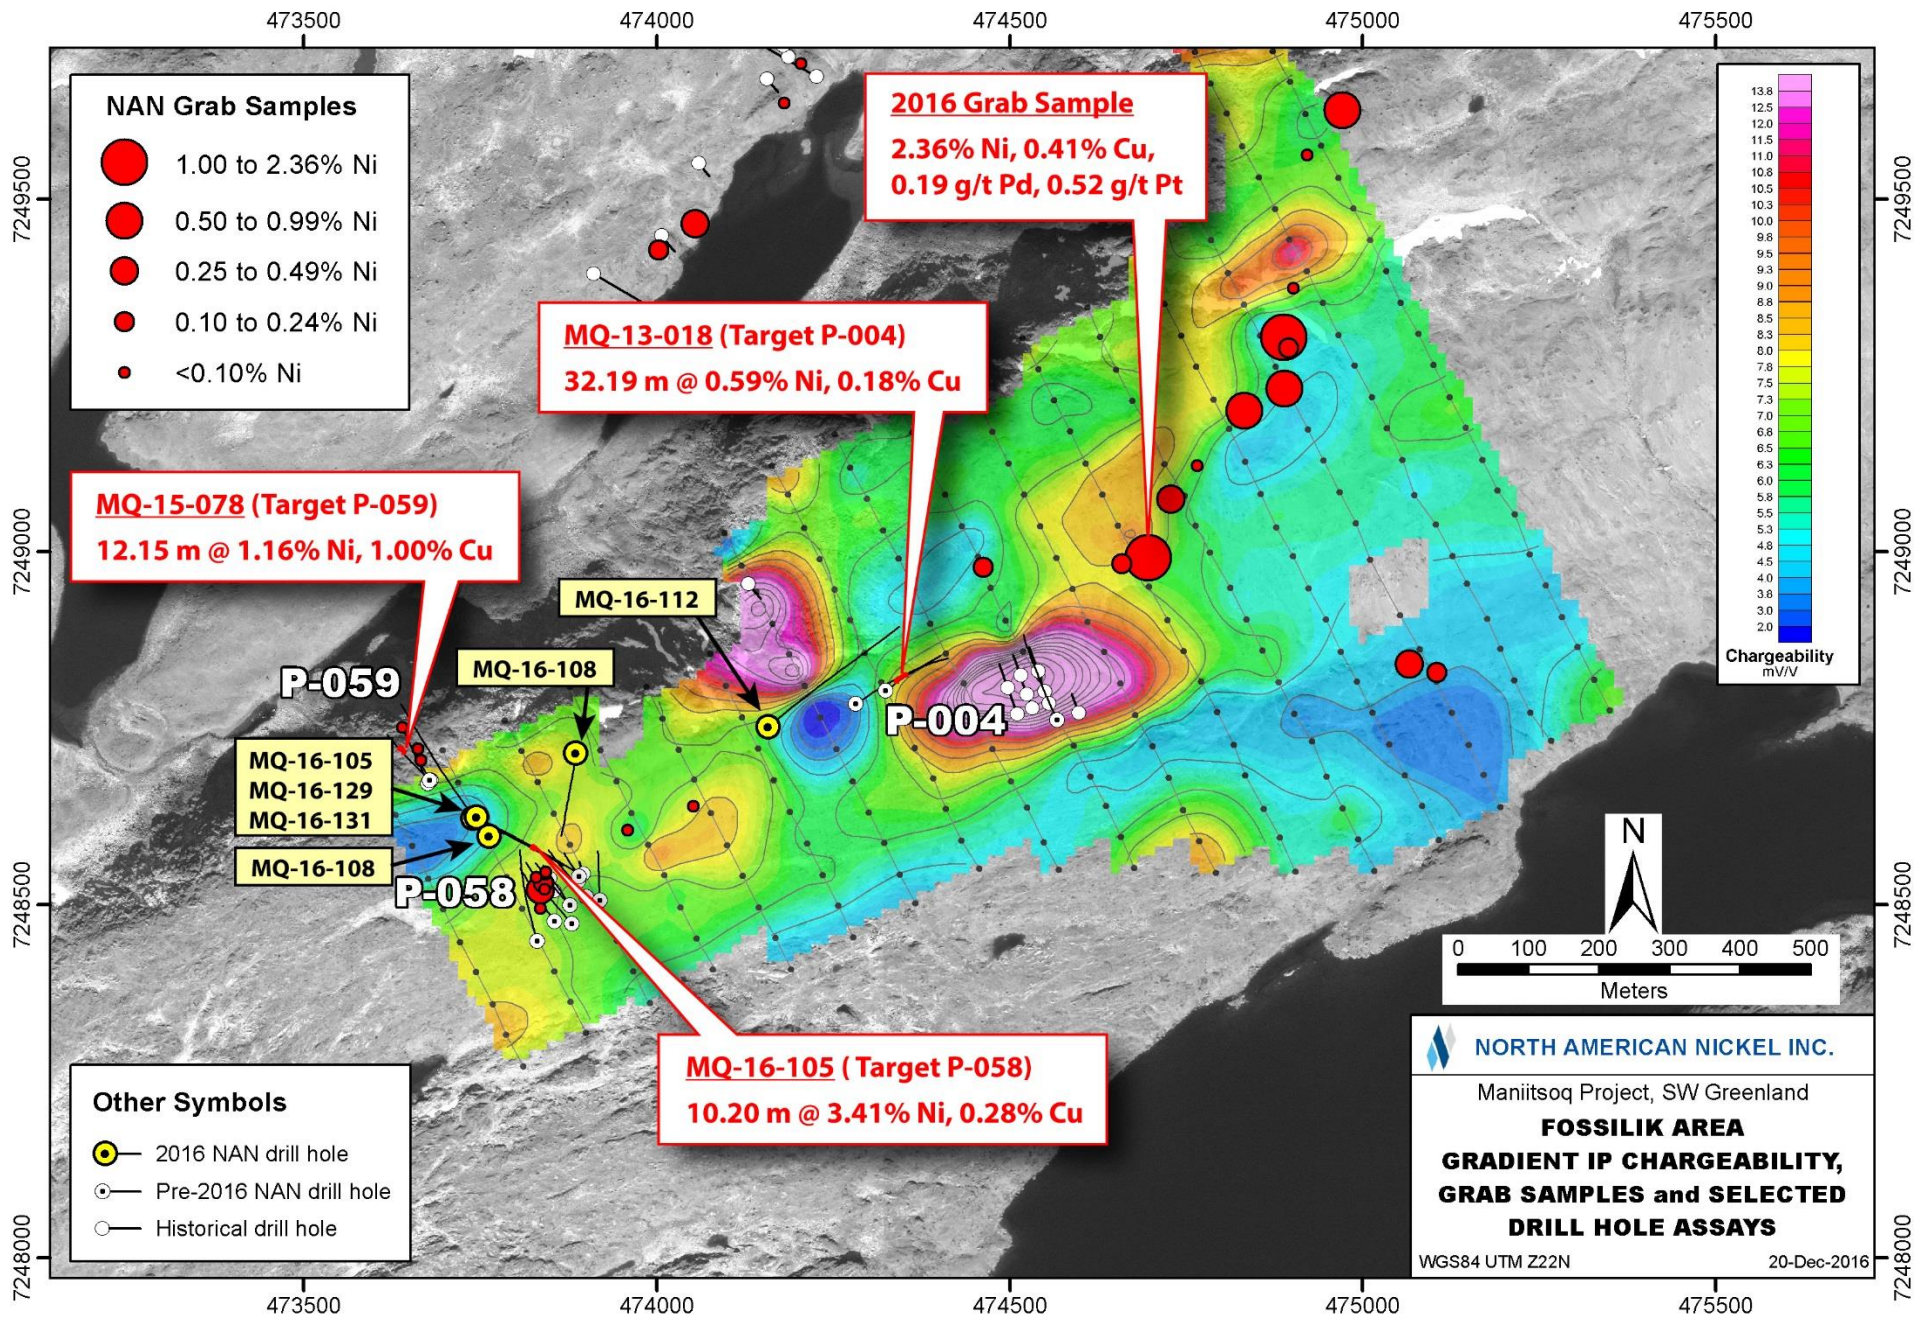 473500
474000
474500
475000
475500
7249500
7249000
7248500
7248000
NAN Grab Samples
1.00 to 2.36% Ni
0.50 to 0.99% Ni
0.25 to 0.49% Ni
0.10 to 0.24% Ni
<0.10% Ni
2016 Grab Sample
2.36% Ni, 0.41% Cu,
0.19 g/t Pd, 0.52 g/t Pt
13.8
12.5
12.0
11.5
11.0
10.8
10.5
10.3
10.0
9.8
9.5
9.3
9.0
8.8
8.5
8.3
8.0
7.8
7.5
7.3
7.0
6.8
6.5
6.3
6.0
5.8
5.5
5.3
4.8
4.5
4.0
3.8
3.0
2.0
Chargeability
mV/V
7249500
7249000
7248500
7248000
MQ-13-018 (Target P-004)
32.19 m @ 0.59% Ni, 0.18% Cu
MQ-15-078 (Target P-059)
12.15 m @ 1.16% Ni, 1.00% Cu
MQ-16-112
MQ-16-108
P-059
P-004
MQ-16-105
MQ-16-129
MQ-16-131
MQ-16-108
P-058
MQ-16-105 ( Target P-058)
10.20 m @ 3.41% Ni, 0.28% Cu
N
0 100 200 300 400 500
Meters
Other Symbols
2016 NAN drill hole
Pre-2016 NAN drill hole
Historical drill hole
NORTH AMERICAN NICKEL INC.
Maniitsoq Project, SW Greenland
FOSSILIK AREA
GRADIENT IP CHARGEABILITY,
GRAB SAMPLES and SELECTED
DRILL HOLE ASSAYS
WGS84 UTM Z22N 20-Dec-2016
473500
474000
474500
475000
475500